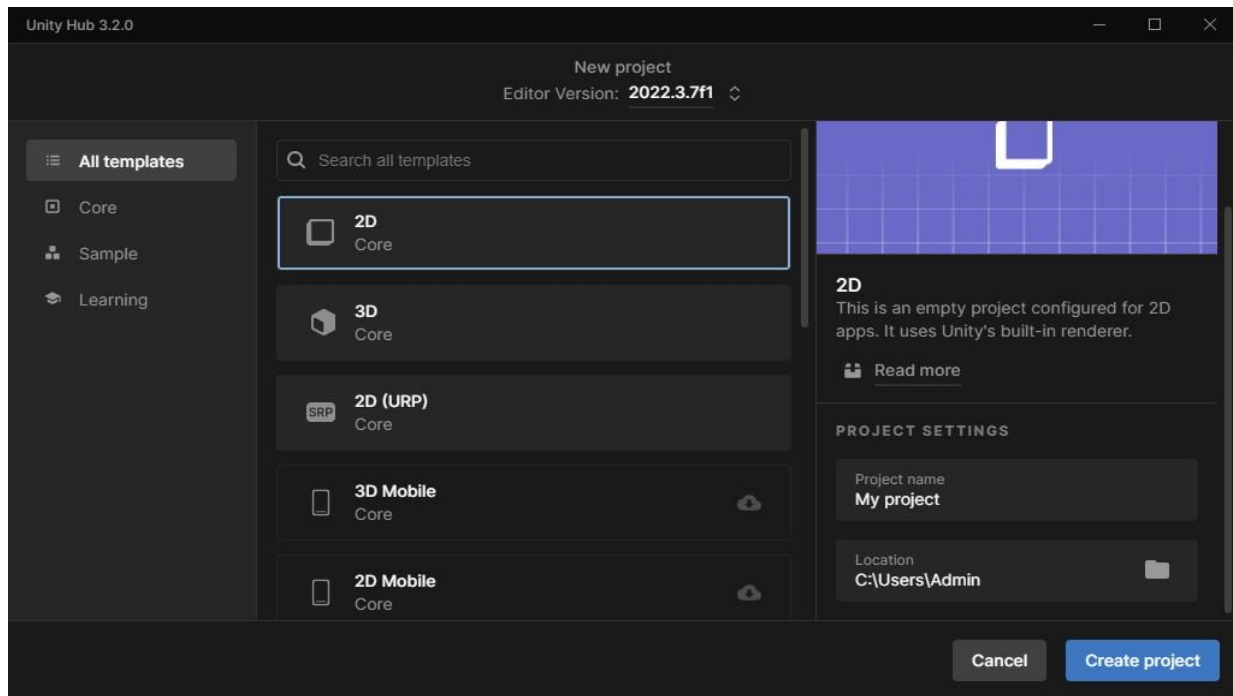 Unity Hub 3.2.0
New project
Editor Version: 2022.3.7f1
All templates
Core
Sample
Learning
Search all templates
2D
Core
3D
Core
SRP
2D (URP)
Core
3D Mobile
Core
2D Mobile
Core
2D
This is an empty project configured for 2D
apps. It uses Unity's built-in renderer.
Read more
PROJECT SETTINGS
Project name
My project
Location
C:\Users\Admin
Cancel
Create project